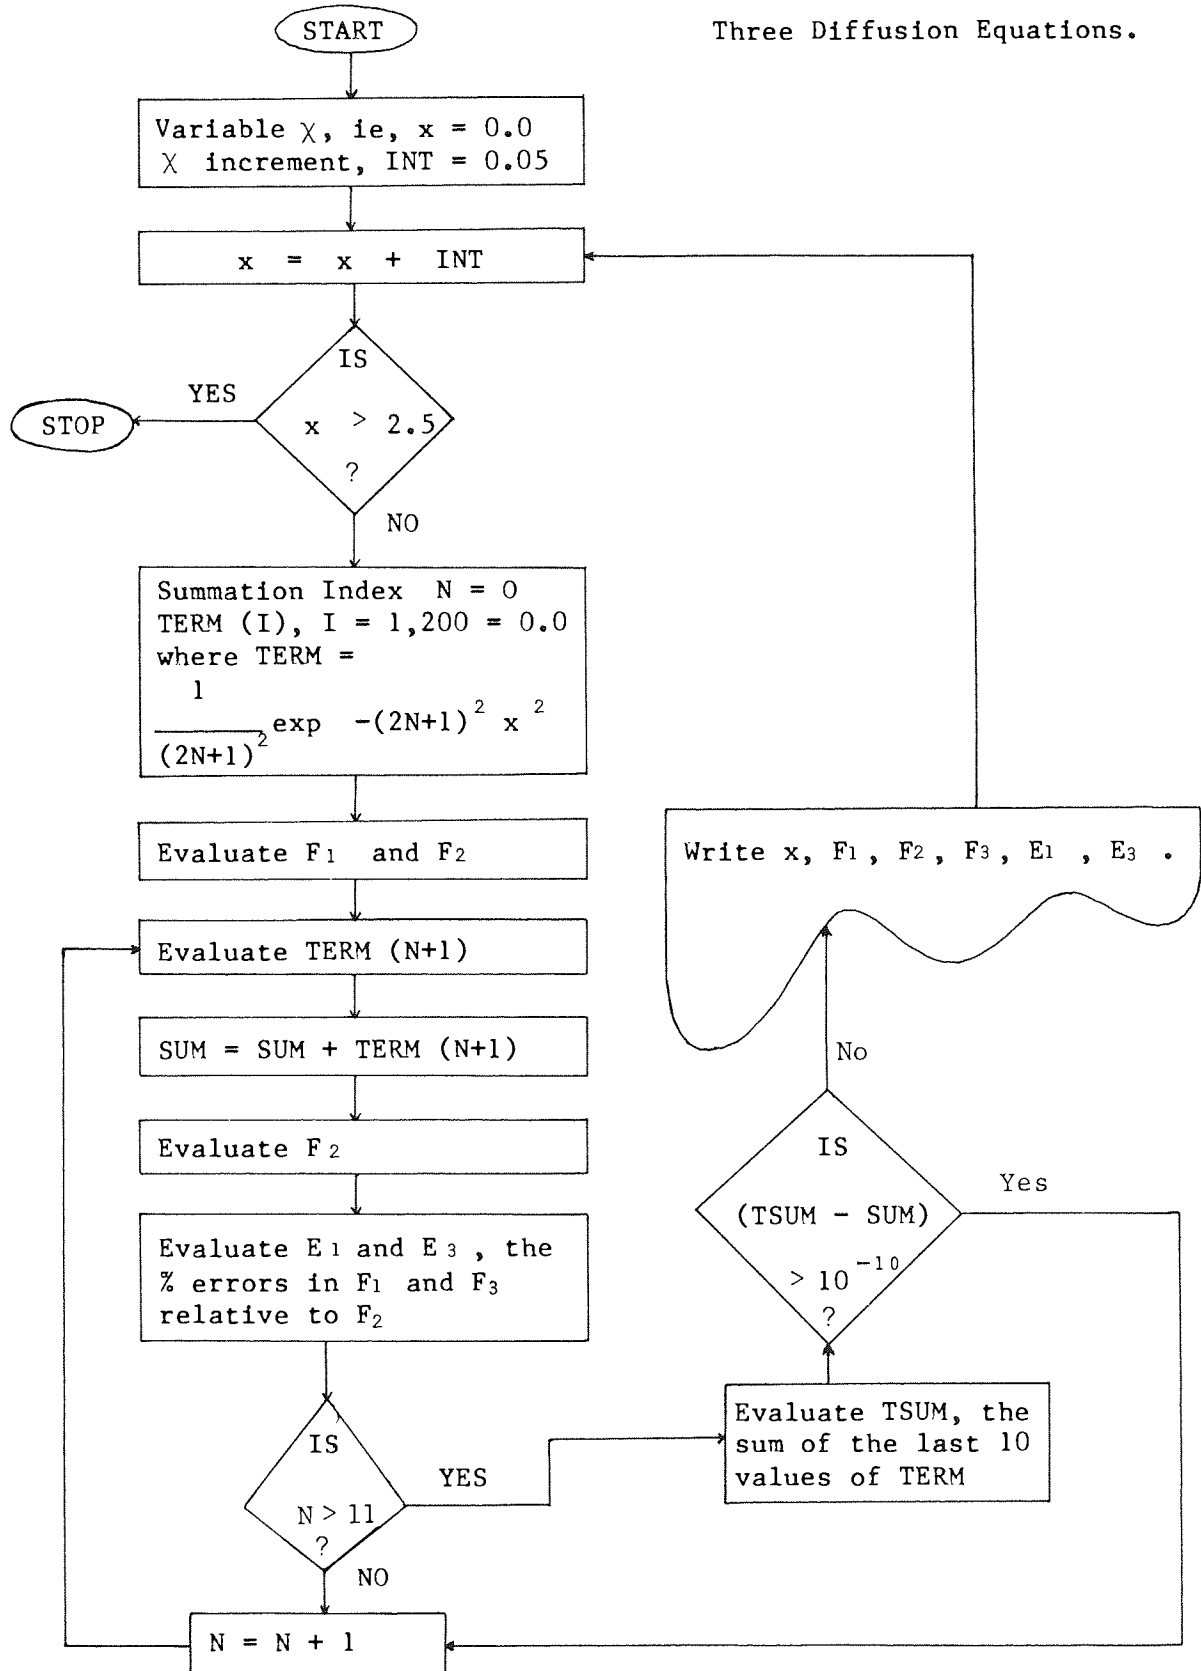 START
Three Diffusion Equations.
Variable χ, ie, x = 0.0
χ increment, INT = 0.05
x = x + INT
IS
YES
x > 2.5
STOP
?
NO
Summation Index N = 0
TERM (I), I = 1,200 = 0.0
where TERM =
1
exp -(2N+1)² x²
(2N+1)²
Evaluate F₁ and F₂
Evaluate TERM (N+1)
SUM = SUM + TERM (N+1)
Evaluate F₂
Evaluate E₁ and E₃, the
% errors in F₁ and F₃
relative to F₂
IS
YES
N > 11
?
NO
N = N + 1
Write x, F₁, F₂, F₃, E₁, E₃.
No
IS
Yes
(TSUM - SUM)
> 10⁻¹⁰
?
Evaluate TSUM, the
sum of the last 10
values of TERM